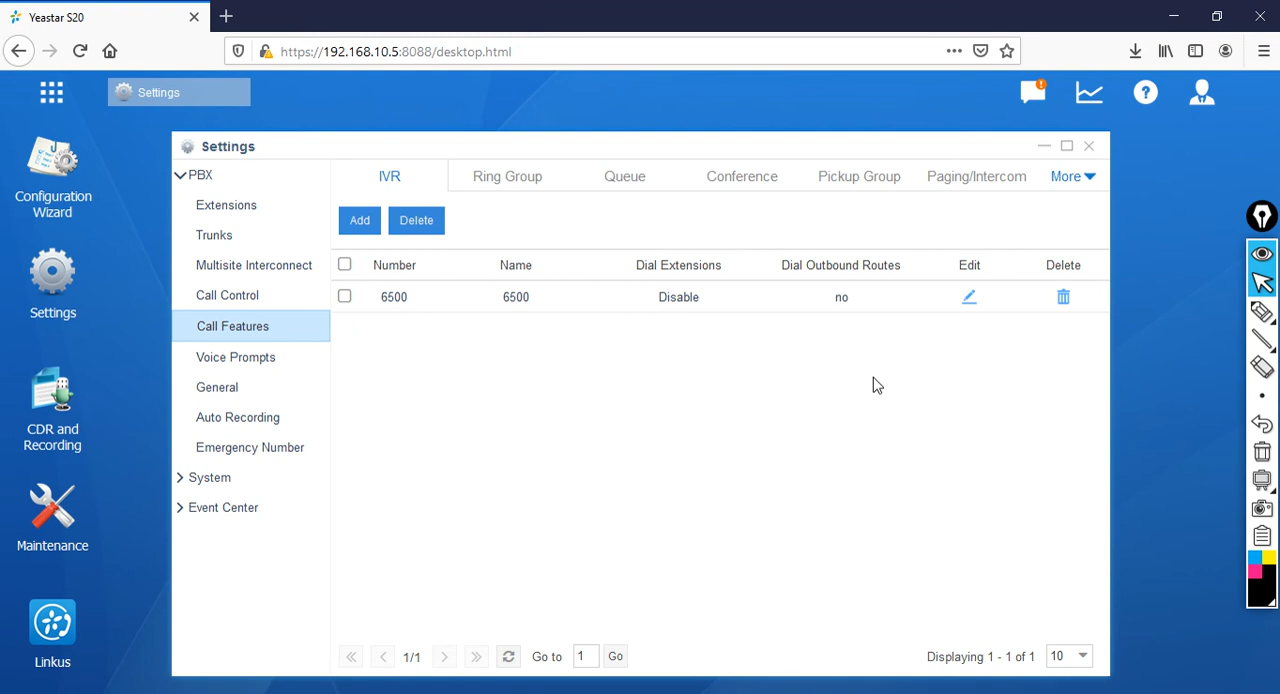 Yeastar S20
https://192.168.10.5:8088/desktop.html
Settings
Configuration
Wizard
Settings
CDR and
Recording
Maintenance
Linkus
Settings
PBX
Extensions
Trunks
Multisite Interconnect
Call Control
Call Features
Voice Prompts
General
Auto Recording
Emergency Number
System
Event Center
IVR Ring Group Queue Conference Pickup Group Paging/Intercom More
Add Delete
Number Name Dial Extensions Dial Outbound Routes Edit Delete
6500 6500 Disable no
1/1 Go to 1 Go Displaying 1 - 1 of 1 10